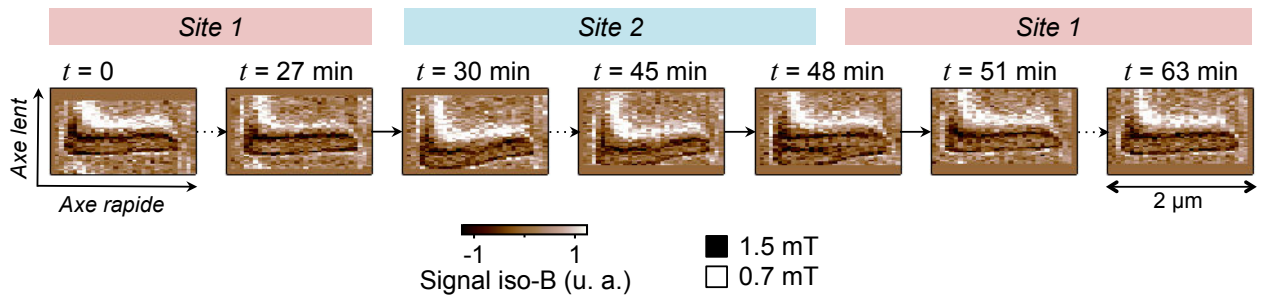 Site 1
Site 2
Site 1
t = 0
t = 27 min
t = 30 min
t = 45 min
t = 48 min
t = 51 min
t = 63 min
Axe lent
Axe rapide
2 µm
-1
1
Signal iso-B (u. a.)
1.5 mT
0.7 mT